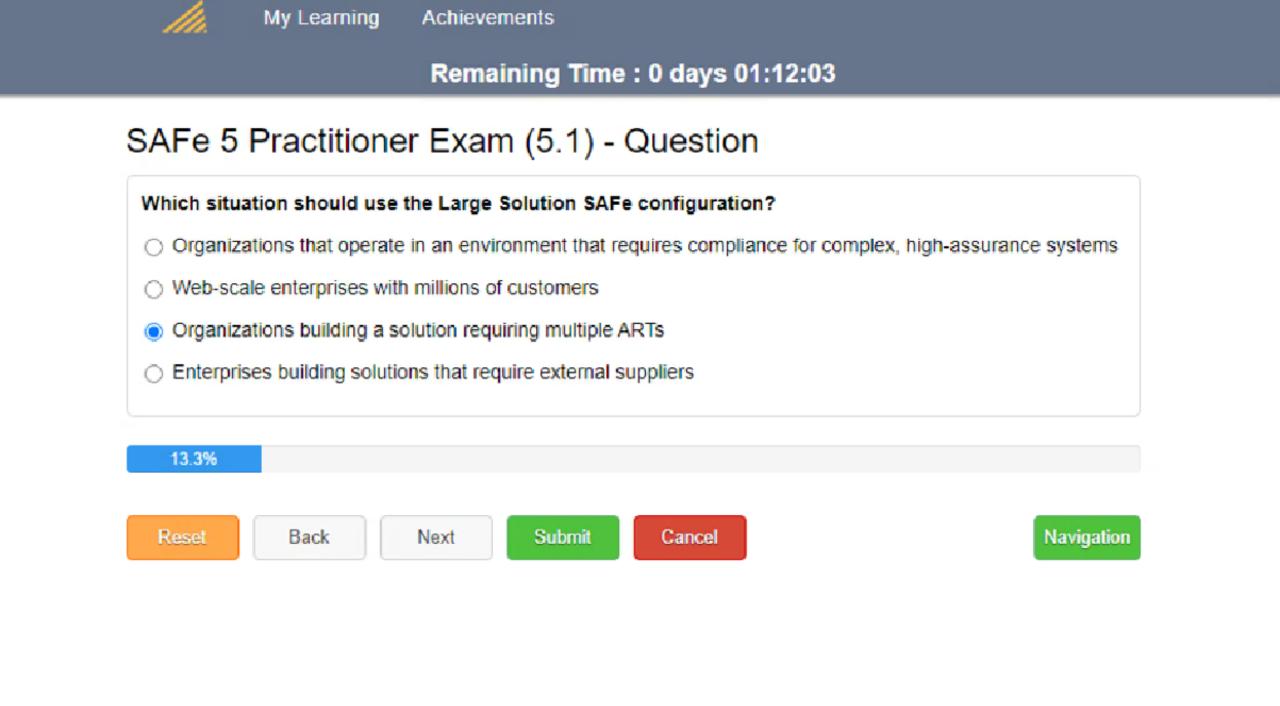 My Learning Achievements
Remaining Time : 0 days 01:12:03
SAFe 5 Practitioner Exam (5.1) - Question
Which situation should use the Large Solution SAFe configuration?
Organizations that operate in an environment that requires compliance for complex, high-assurance systems
Web-scale enterprises with millions of customers
Organizations building a solution requiring multiple ARTs
Enterprises building solutions that require external suppliers
13.3%
Reset Back Next Submit Cancel Navigation